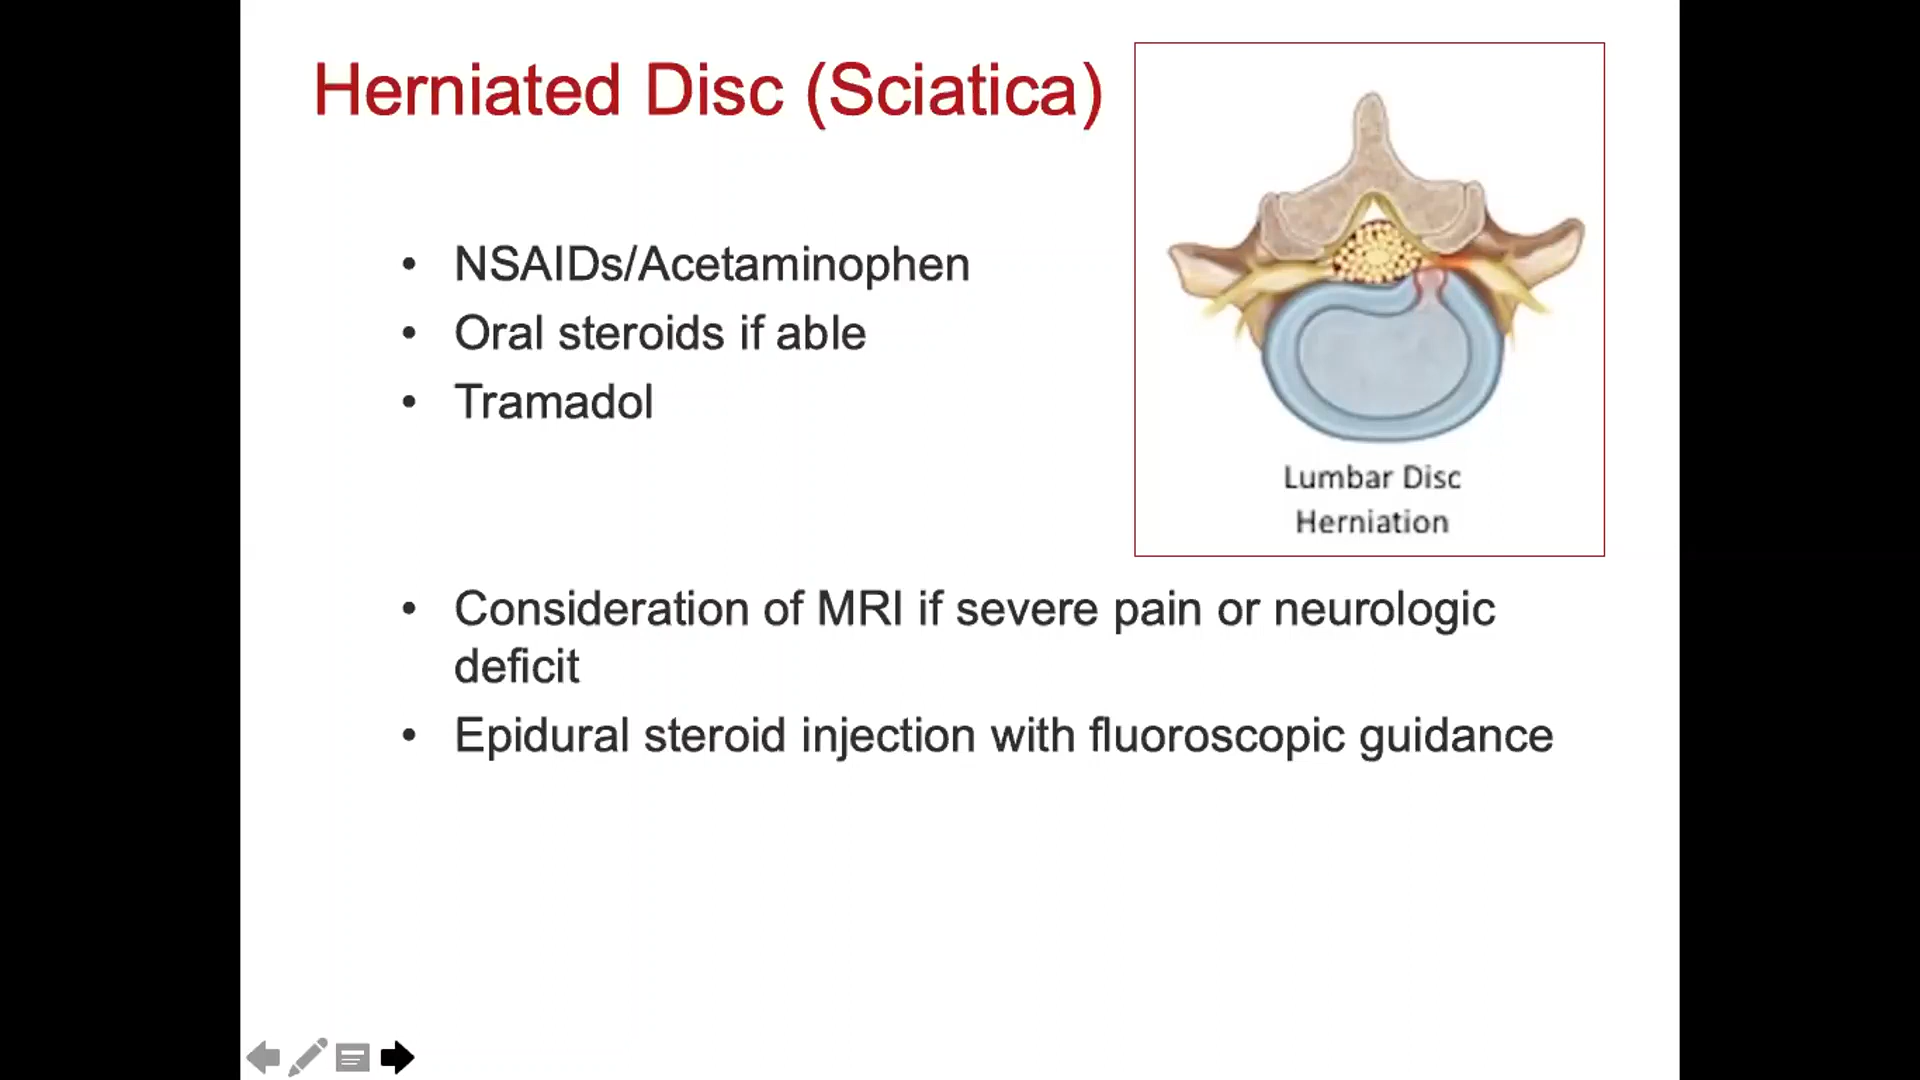 Herniated Disc (Sciatica)
• NSAIDs/Acetaminophen
• Oral steroids if able
• Tramadol
Lumbar Disc
Herniation
• Consideration of MRI if severe pain or neurologic
deficit
• Epidural steroid injection with fluoroscopic guidance